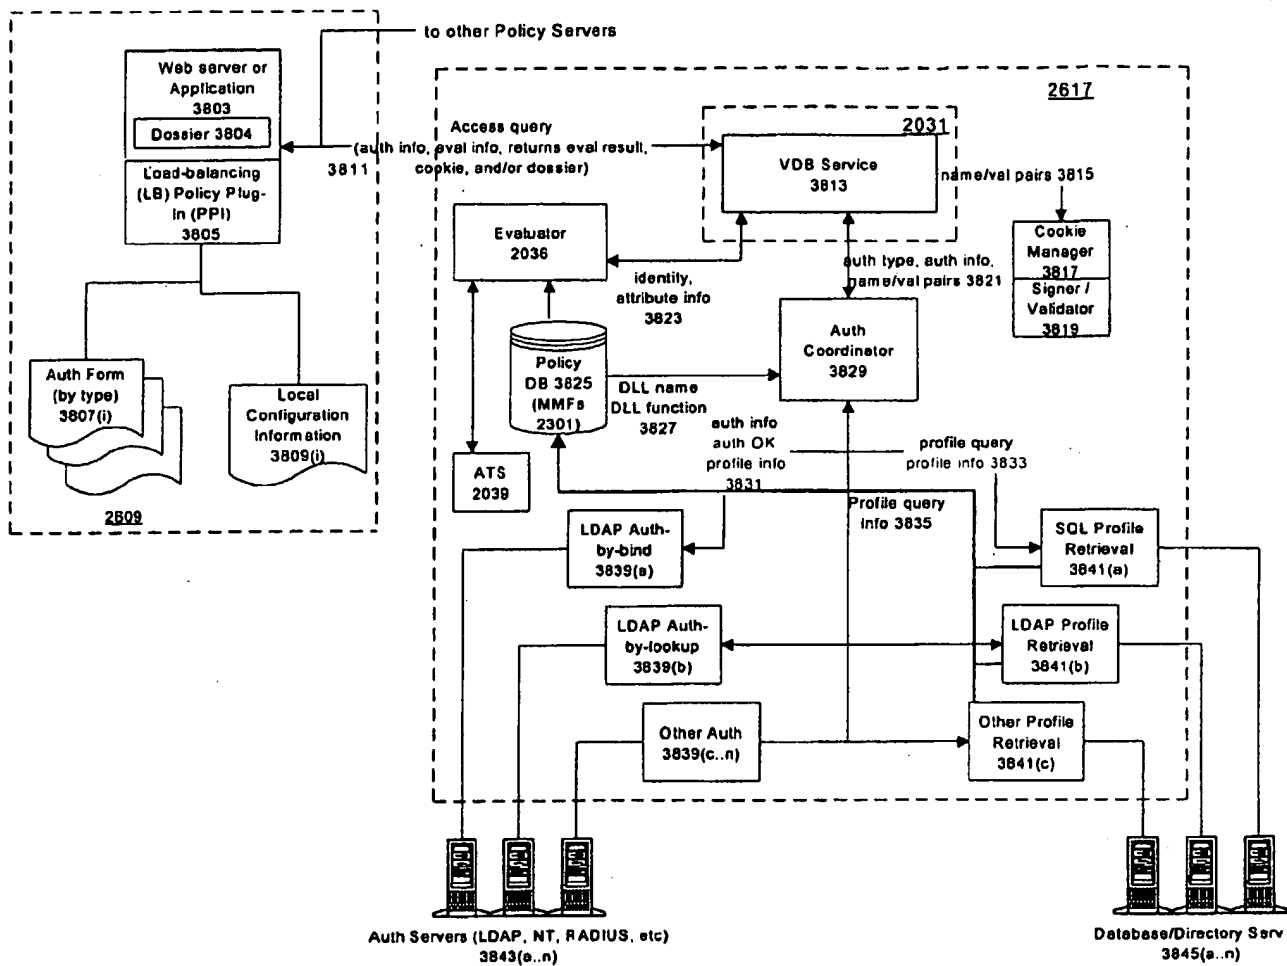 to other Policy Servers
Web server or
Application
3803
Dossier 3804
Load-balancing
(LB) Policy Plug-
In (PPI)
3805
Auth Form
(by type)
3807(i)
Local
Configuration
Information
3809(i)
2609
2617
Access query
(auth info, eval info, returns eval result,
3811 cookie, and/or dossier)
2031
VDB Service
3813
name/val pairs 3815
Cookie
Manager
3817
Signer /
Validator
3819
Evaluator
2036
identity,
attribute info
3823
auth type, auth info,
name/val pairs 3821
Auth
Coordinator
3829
Policy
DB 3825
(MMFs
2301)
DLL name
DLL function
3827
ATS
2039
auth info
auth OK
profile info
3831
profile query
profile info 3833
Profile query
info 3835
LDAP Auth-
by-bind
3839(a)
SQL Profile
Retrieval
3841(a)
LDAP Auth-
by-lookup
3839(b)
LDAP Profile
Retrieval
3841(b)
Other Auth
3839(c..n)
Other Profile
Retrieval
3841(c)
Auth Servers (LDAP, NT, RADIUS, etc)
3843(a..n)
Database/Directory Serv
3845(a..n)